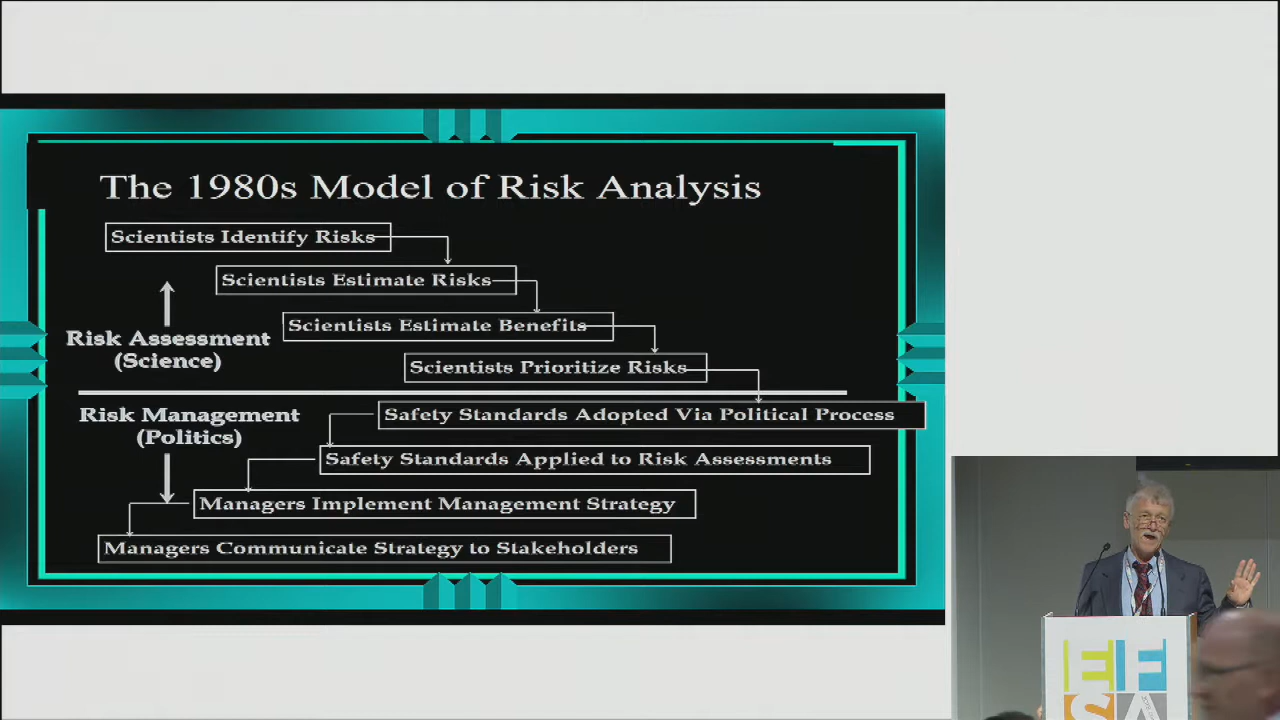 The 1980s Model of Risk Analysis
Scientists Identify Risks
Scientists Estimate Risks
Scientists Estimate Benefits
Scientists Prioritize Risks
Risk Assessment
(Science)
Risk Management
(Politics)
Safety Standards Adopted Via Political Process
Safety Standards Applied to Risk Assessments
Managers Implement Management Strategy
Managers Communicate Strategy to Stakeholders
EF
SA